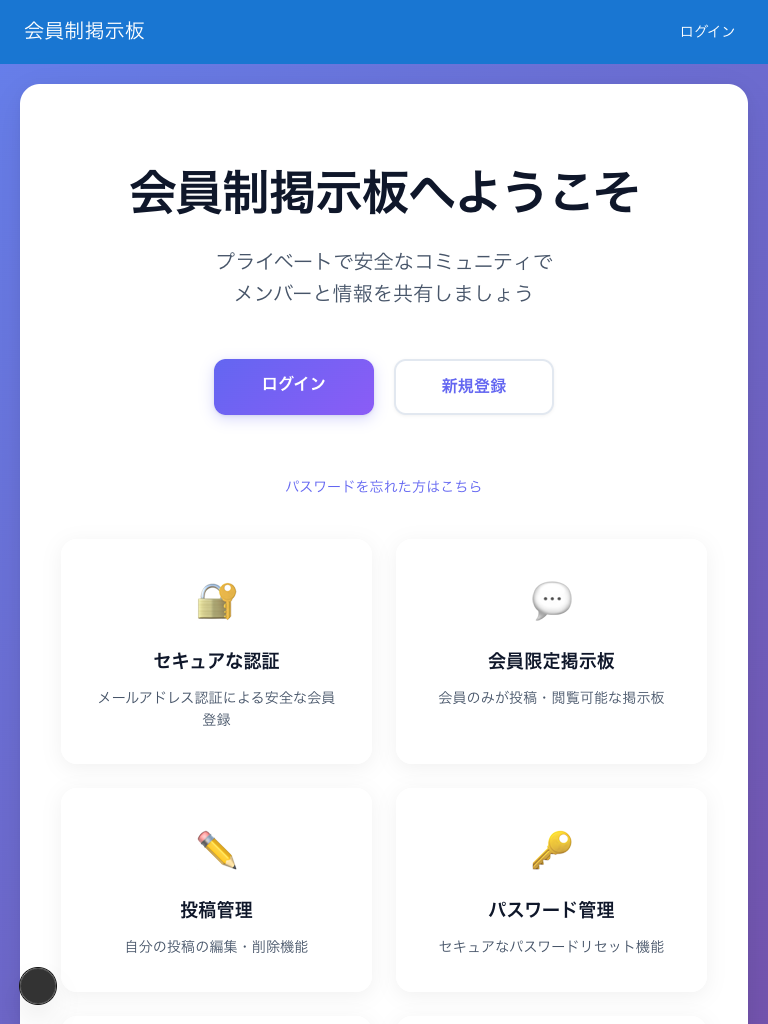 会員制掲示板
ログイン
会員制掲示板へようこそ
プライベートで安全なコミュニティで
メンバーと情報を共有しましょう
ログイン
新規登録
パスワードを忘れた方はこちら
セキュアな認証
メールアドレス認証による安全な会員
登録
会員限定掲示板
会員のみが投稿・閲覧可能な掲示板
投稿管理
自分の投稿の編集・削除機能
パスワード管理
セキュアなパスワードリセット機能